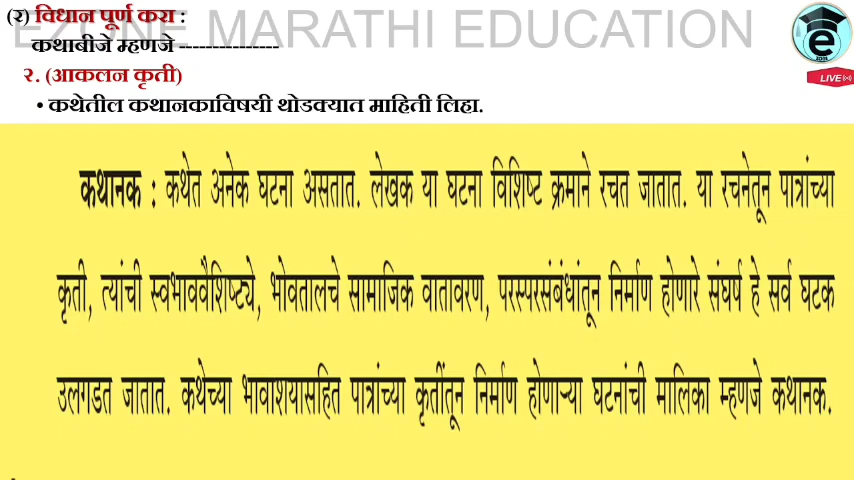 (र) विधान पूर्ण करा :
EZONE MARATHI EDUCATION
कथाबीजे म्हणजे ---------------
२. (आकलन कृती)
LIVE
• कथेतील कथानकाविषयी थोडक्यात माहिती लिहा.
कथानक : कथेत अनेक घटना असतात. लेखक या घटना विशिष्ट क्रमाने रचत जातात. या रचनेतून पात्रांच्या
कृती, त्यांची स्वभाववैशिष्ट्ये, भोवतालचे सामाजिक वातावरण, परस्परसंबंधांतून निर्माण होणारे संघर्ष हे सर्व घटक
उलगडत जातात. कथेच्या भावाशयासहित पात्रांच्या कृतींतून निर्माण होणाऱ्या घटनांची मालिका म्हणजे कथानक.